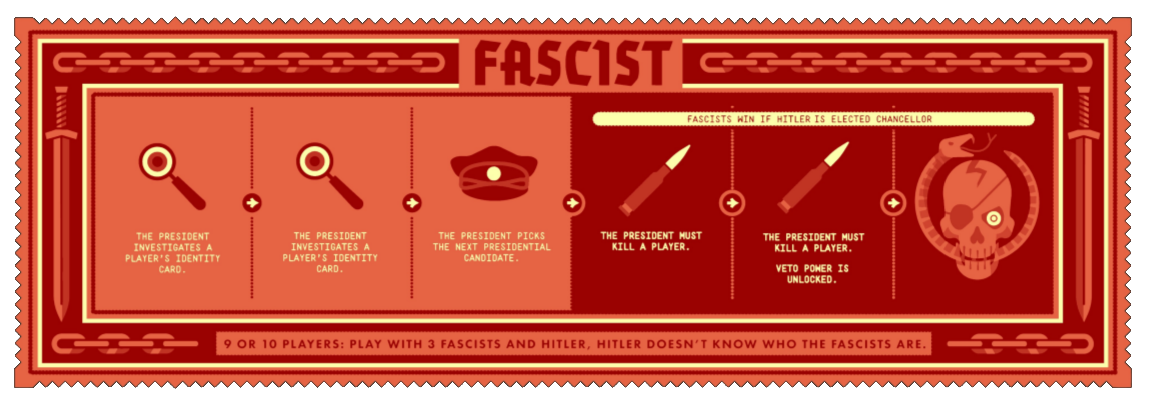 FASCIST
FASCISTS WIN IF HITLER IS ELECTED CHANCELLOR
THE PRESIDENT
INVESTIGATES A
PLAYER'S IDENTITY
CARD.
THE PRESIDENT
INVESTIGATES A
PLAYER'S IDENTITY
CARD.
THE PRESIDENT PICKS
THE NEXT PRESIDENTIAL
CANDIDATE.
THE PRESIDENT MUST
KILL A PLAYER.
THE PRESIDENT MUST
KILL A PLAYER.
VETO POWER IS
UNLOCKED.
9 OR 10 PLAYERS: PLAY WITH 3 FASCISTS AND HITLER, HITLER DOESN'T KNOW WHO THE FASCISTS ARE.